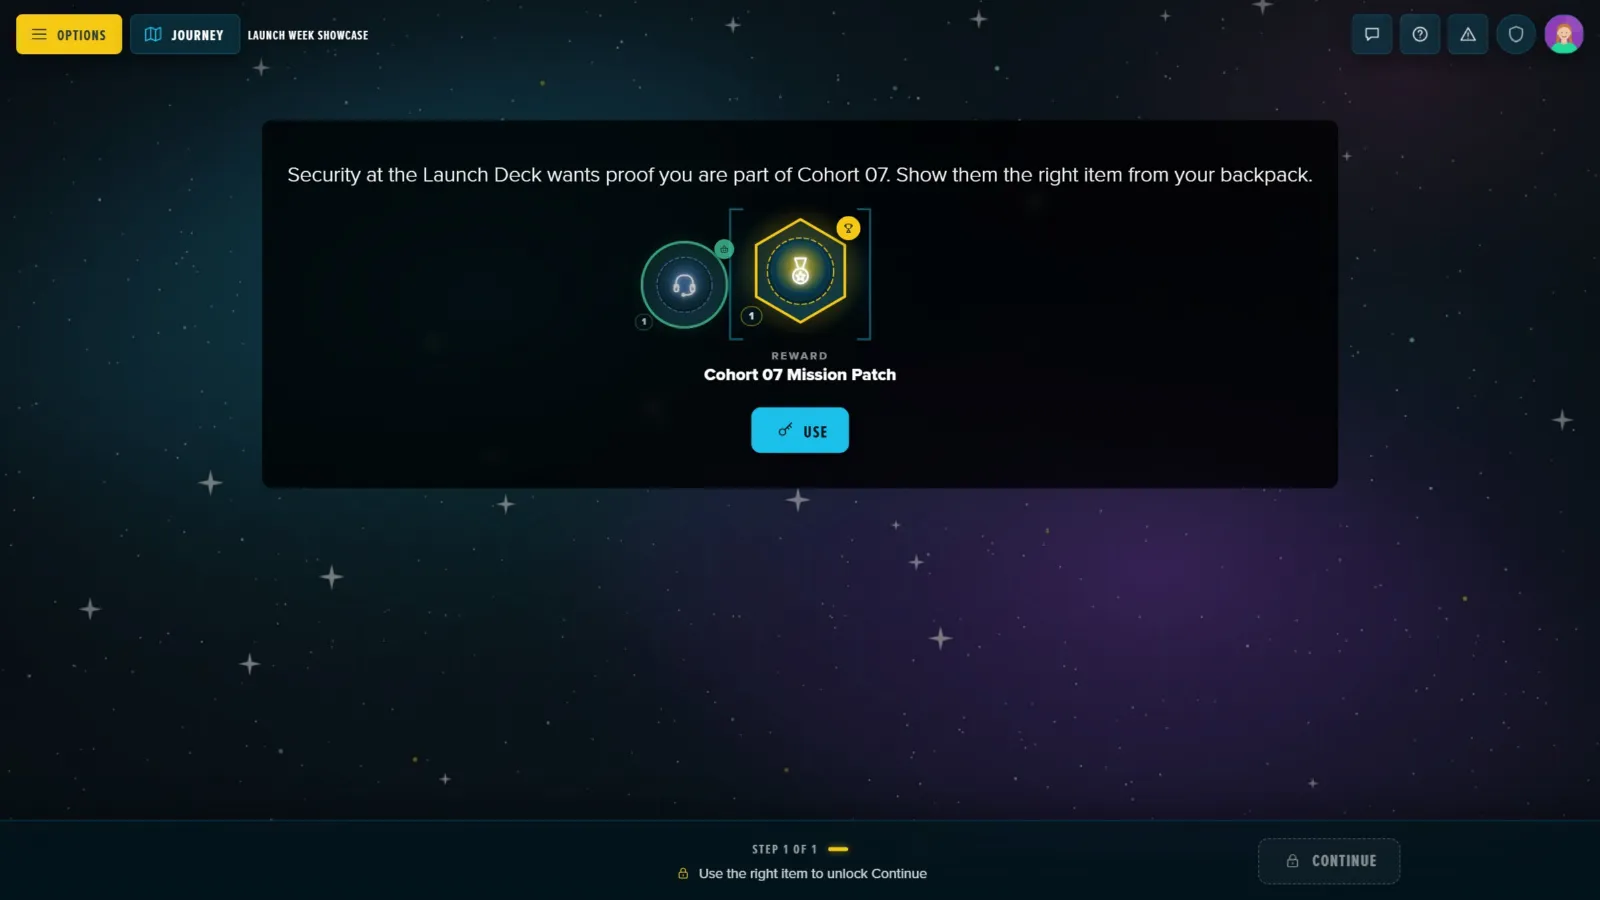 OPTIONS
JOURNEY
LAUNCH WEEK SHOWCASE
Security at the Launch Deck wants proof you are part of Cohort 07. Show them the right item from your backpack.
1
1
REWARD
Cohort 07 Mission Patch
USE
STEP 1 OF 1
Use the right item to unlock Continue
CONTINUE